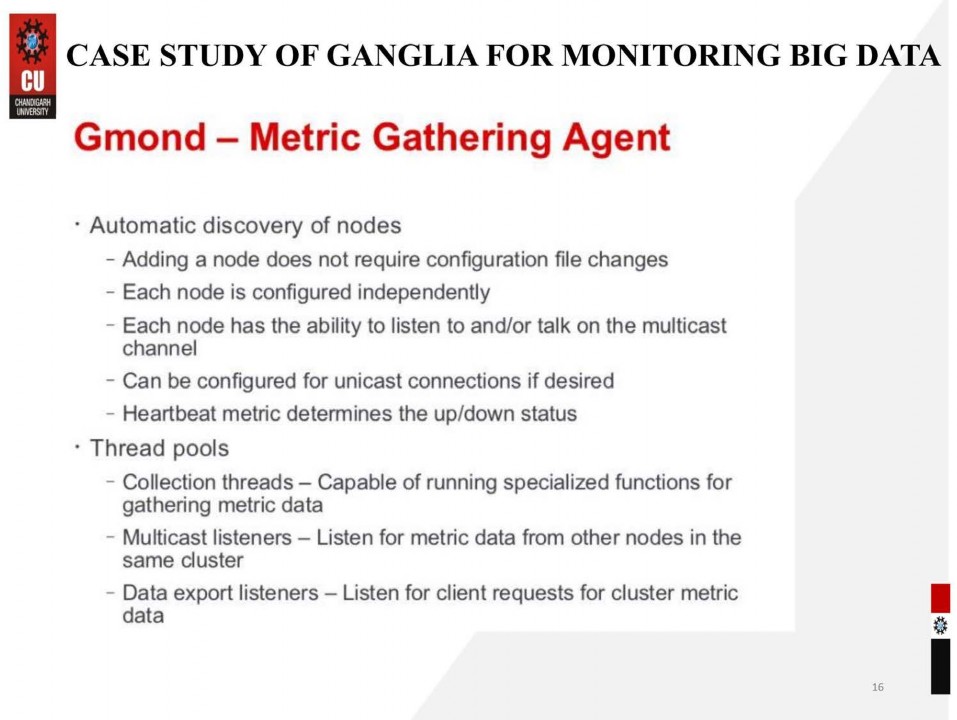 CU
CHANDIGARH
UNIVERSITY
CASE STUDY OF GANGLIA FOR MONITORING BIG DATA
Gmond – Metric Gathering Agent
· Automatic discovery of nodes
- Adding a node does not require configuration file changes
- Each node is configured independently
- Each node has the ability to listen to and/or talk on the multicast
channel
- Can be configured for unicast connections if desired
- Heartbeat metric determines the up/down status
· Thread pools
- Collection threads – Capable of running specialized functions for
gathering metric data
- Multicast listeners – Listen for metric data from other nodes in the
same cluster
- Data export listeners – Listen for client requests for cluster metric
data
16